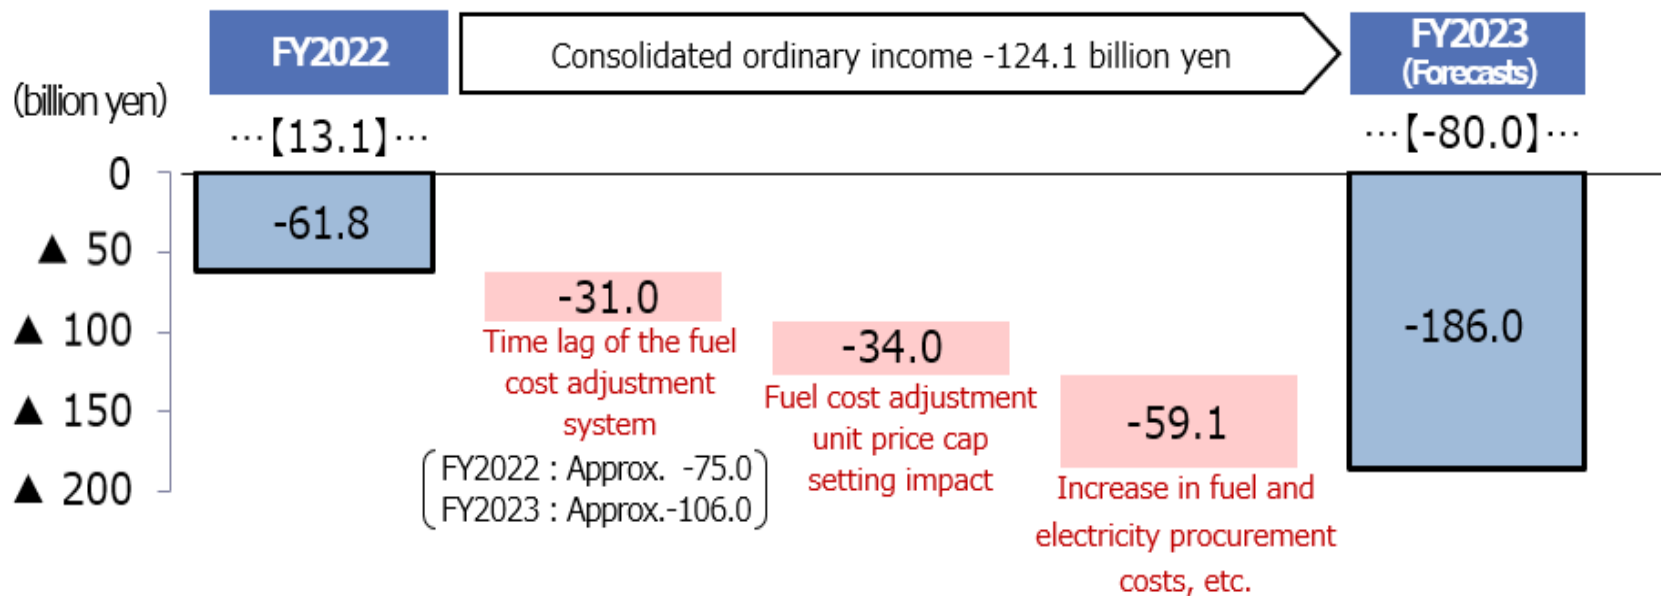 FY2022
Consolidated ordinary income -124.1 billion yen
FY2023
(Forecasts)
(billion yen)
…【13.1】…
…【-80.0】…
0
▲ 50
▲ 100
▲ 150
▲ 200
-61.8
-31.0
Time lag of the fuel
cost adjustment
system
FY2022 : Approx. -75.0
FY2023 : Approx.-106.0
-34.0
Fuel cost adjustment
unit price cap
setting impact
-59.1
Increase in fuel and
electricity procurement
costs, etc.
-186.0